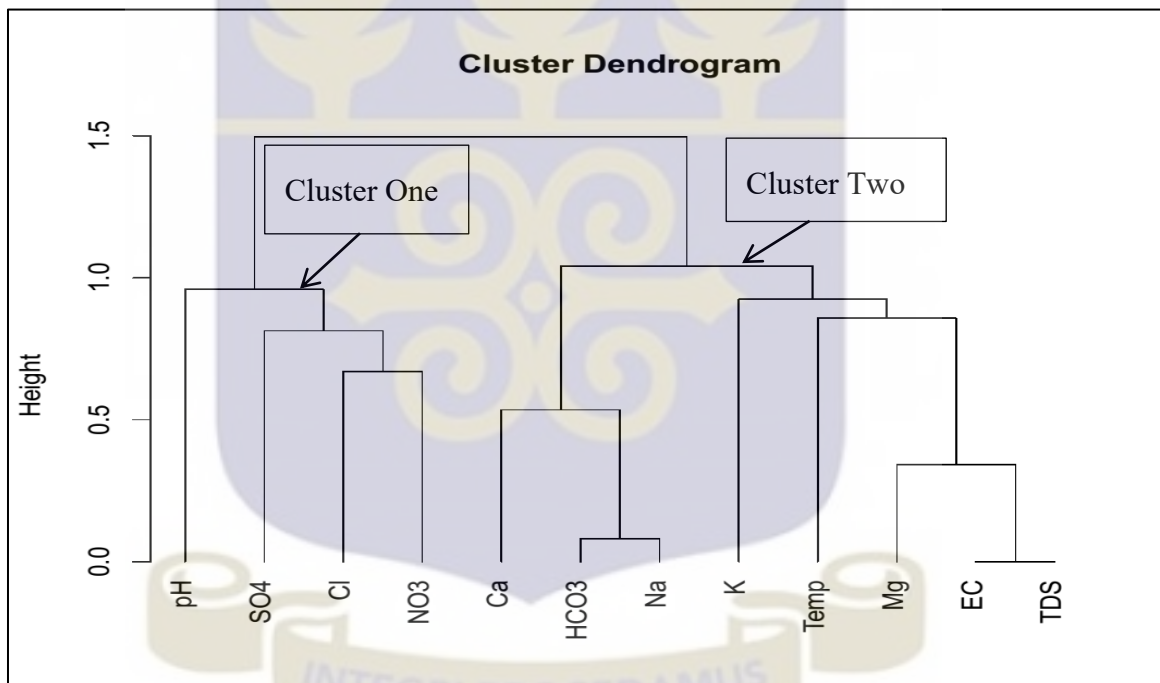 Cluster Dendrogram
Cluster One
Cluster Two
Height
1.5
1.0
0.5
0.0
pH
SO4
Cl
NO3
Ca
HCO3
Na
K
Temp
Mg
EC
TDS